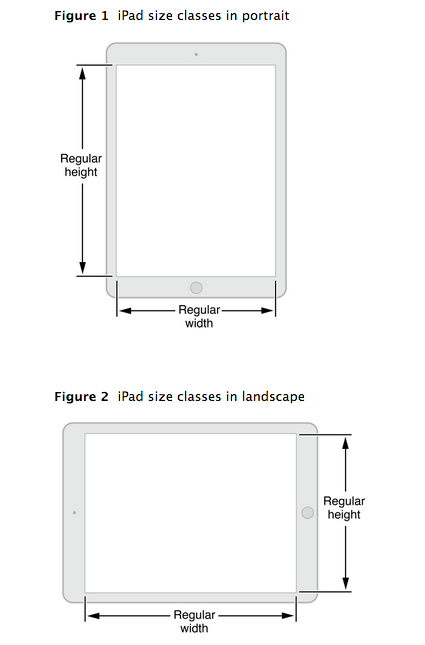 Figure 1 iPad size classes in portrait
Regular
height
Regular
width
Figure 2 iPad size classes in landscape
Regular
height
Regular
width